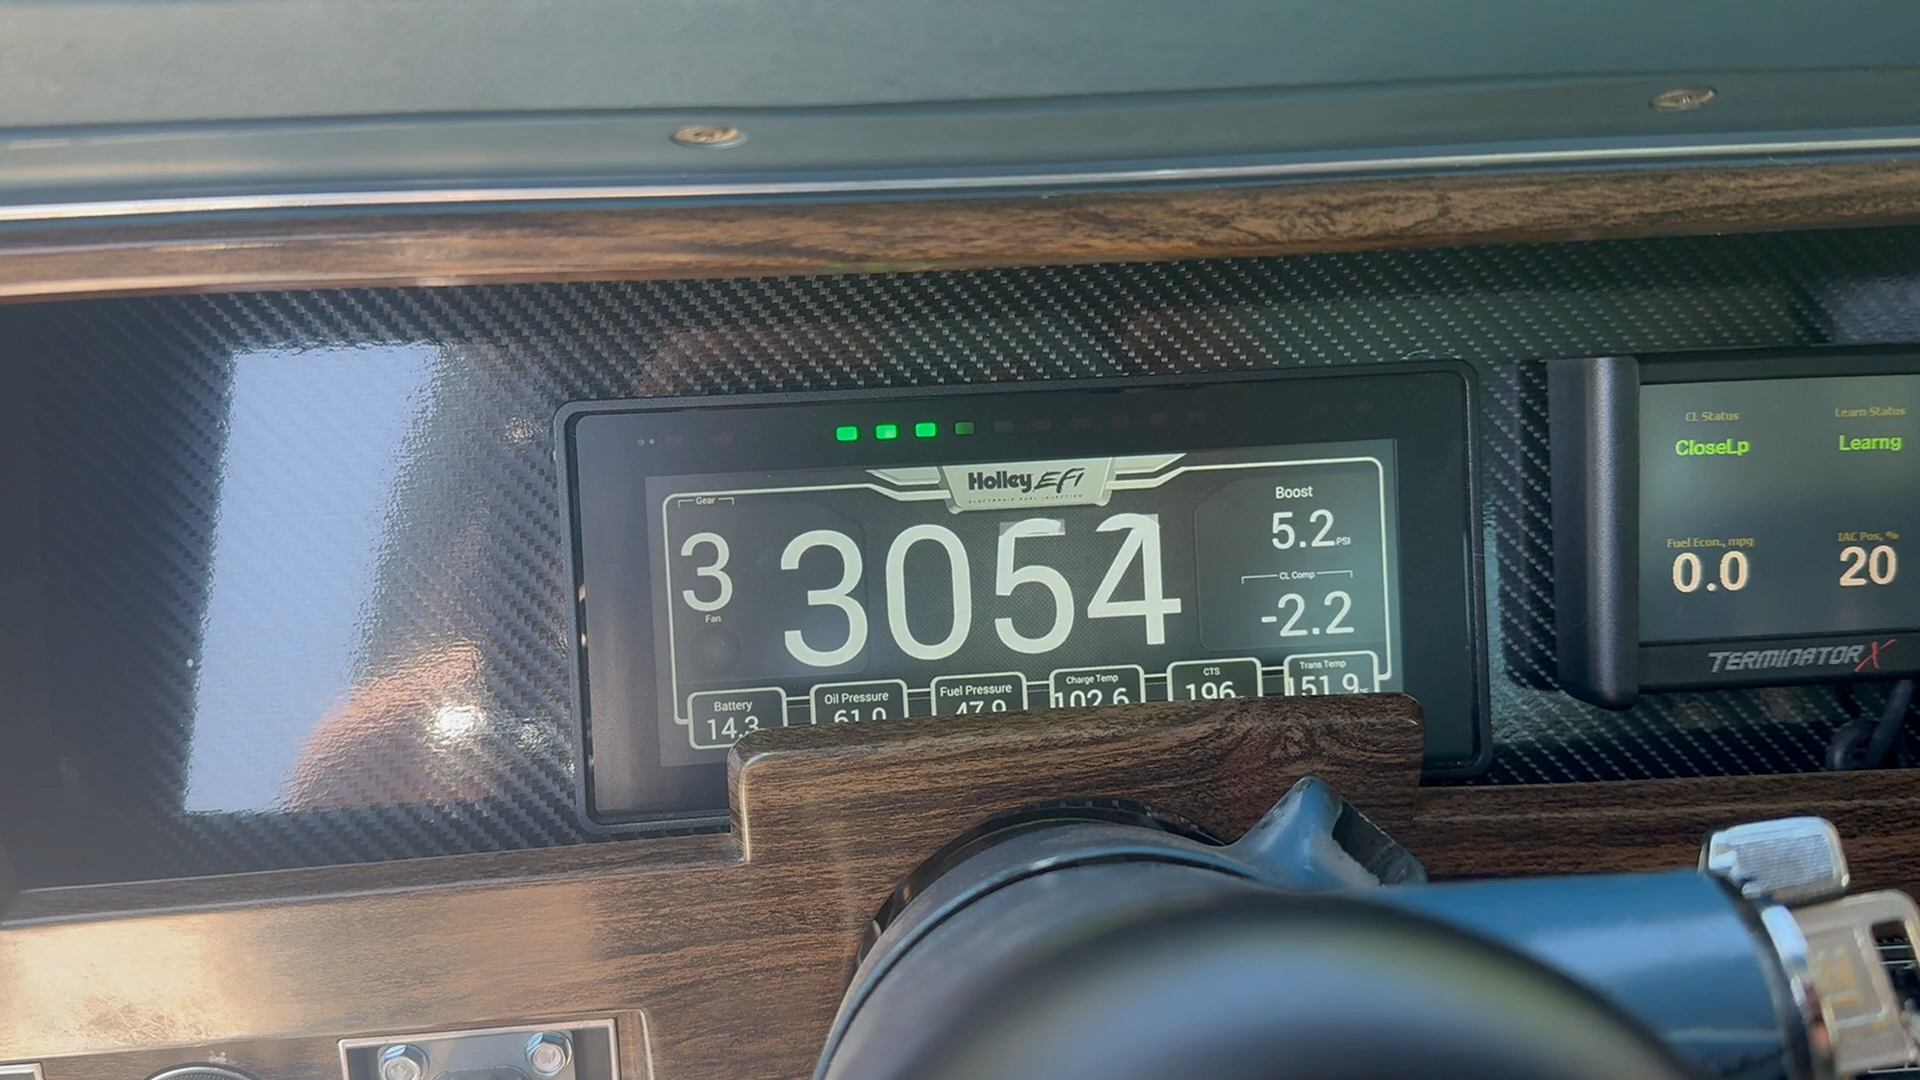 Holley EFI
ELECTRONIC FUEL INJECTION
Gear
3
Fan
3054
Boost
5.2 PSI
CL Comp
-2.2
Battery
14.3
Oil Pressure
61.0
Fuel Pressure
47.9
Charge Temp
102.6
CTS
196
Trans Temp
151.9
CL Status
CloseLp
Learn Status
Learng
Fuel Econ., mpg
0.0
IAC Pos, %
20
TERMINATOR X